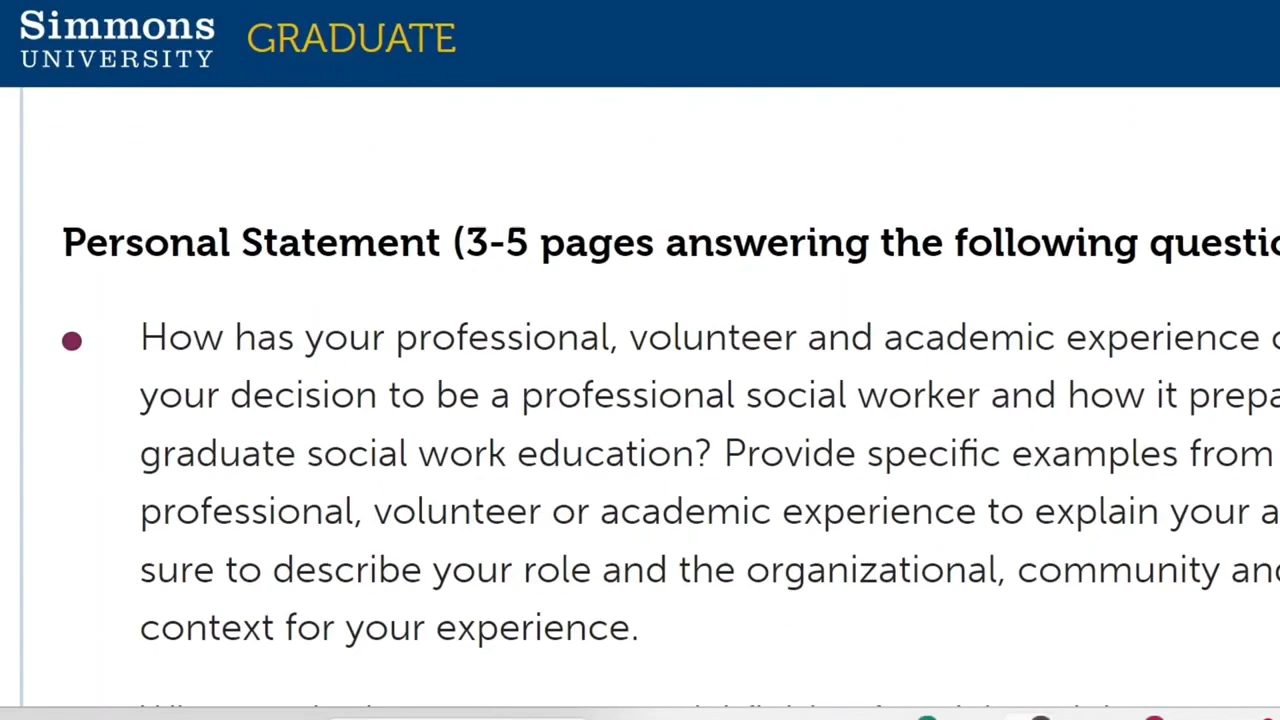 Simmons
UNIVERSITY
GRADUATE
Personal Statement (3-5 pages answering the following
How has your professional, volunteer and academic experience
your decision to be a professional social worker and how it
graduate social work education? Provide specific examples from
professional, volunteer or academic experience to explain your
sure to describe your role and the organizational, community
context for your experience.